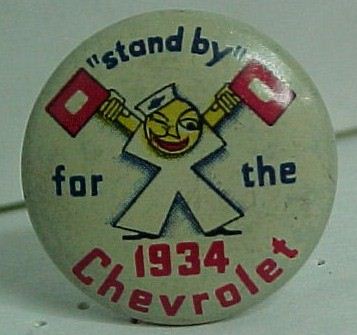 "stand by"
for the
1934
Chevrolet